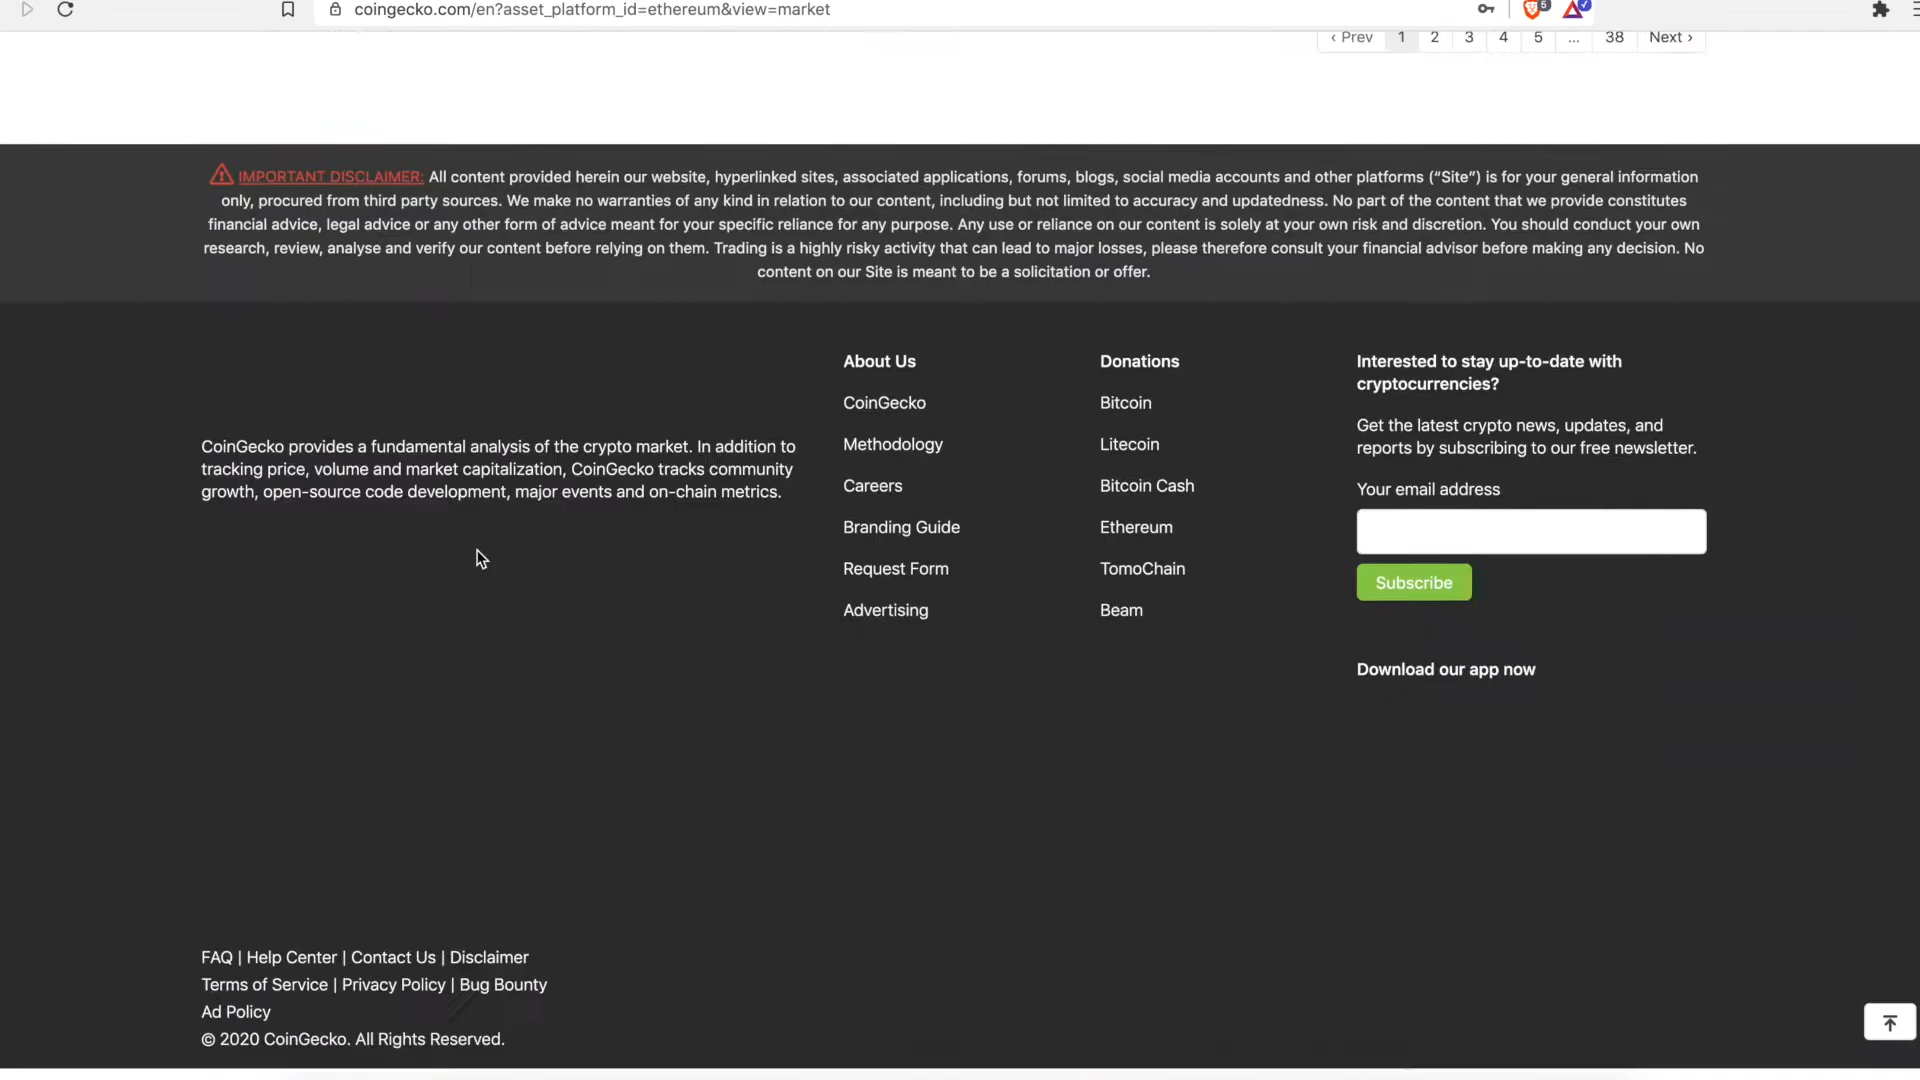 coingecko.com/en?asset_platform_id=ethereum&view=market
5
‹ Prev 1 2 3 4 5 ... 38 Next ›
IMPORTANT DISCLAIMER: All content provided herein our website, hyperlinked sites, associated applications, forums, blogs, social media accounts and other platforms (“Site”) is for your general information
only, procured from third party sources. We make no warranties of any kind in relation to our content, including but not limited to accuracy and updatedness. No part of the content that we provide constitutes
financial advice, legal advice or any other form of advice meant for your specific reliance for any purpose. Any use or reliance on our content is solely at your own risk and discretion. You should conduct your own
research, review, analyse and verify our content before relying on them. Trading is a highly risky activity that can lead to major losses, please therefore consult your financial advisor before making any decision. No
content on our Site is meant to be a solicitation or offer.
CoinGecko provides a fundamental analysis of the crypto market. In addition to
tracking price, volume and market capitalization, CoinGecko tracks community
growth, open-source code development, major events and on-chain metrics.
About Us
CoinGecko
Methodology
Careers
Branding Guide
Request Form
Advertising
Donations
Bitcoin
Litecoin
Bitcoin Cash
Ethereum
TomoChain
Beam
Interested to stay up-to-date with
cryptocurrencies?
Get the latest crypto news, updates, and
reports by subscribing to our free newsletter.
Your email address
Subscribe
Download our app now
FAQ | Help Center | Contact Us | Disclaimer
Terms of Service | Privacy Policy | Bug Bounty
Ad Policy
© 2020 CoinGecko. All Rights Reserved.